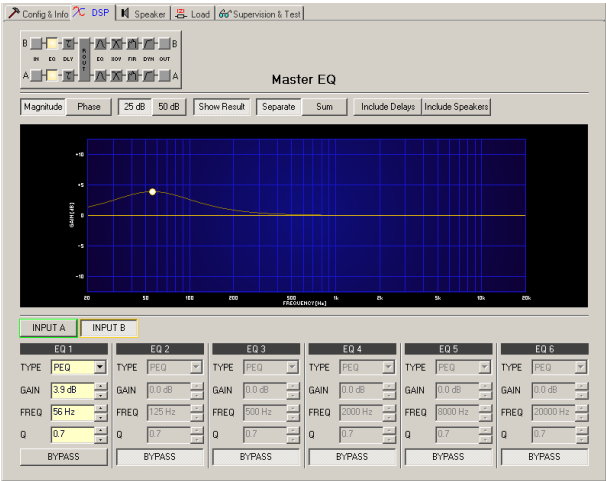 Config & Info DSP Speaker Load Supervision & Test
B B
IN EQ DLY ROUT EQ XOV FIR DYN OUT
A A
Master EQ
Magnitude Phase 25 dB 50 dB Show Result Separate Sum Include Delays Include Speakers
+10
+5
0
-5
-10
GAIN[dB]
20 50 100 200 500 1k 2k 5k 10k 20k
FREQUENCY[Hz]
INPUT A INPUT B
EQ 1 EQ 2 EQ 3 EQ 4 EQ 5 EQ 6
TYPE PEQ TYPE PEQ TYPE PEQ TYPE PEQ TYPE PEQ TYPE PEQ
GAIN 3.9 dB GAIN 0.0 dB GAIN 0.0 dB GAIN 0.0 dB GAIN 0.0 dB GAIN 0.0 dB
FREQ 56 Hz FREQ 125 Hz FREQ 500 Hz FREQ 2000 Hz FREQ 8000 Hz FREQ 20000 Hz
Q 0.7 Q 0.7 Q 0.7 Q 0.7 Q 0.7 Q 0.7
BYPASS BYPASS BYPASS BYPASS BYPASS BYPASS